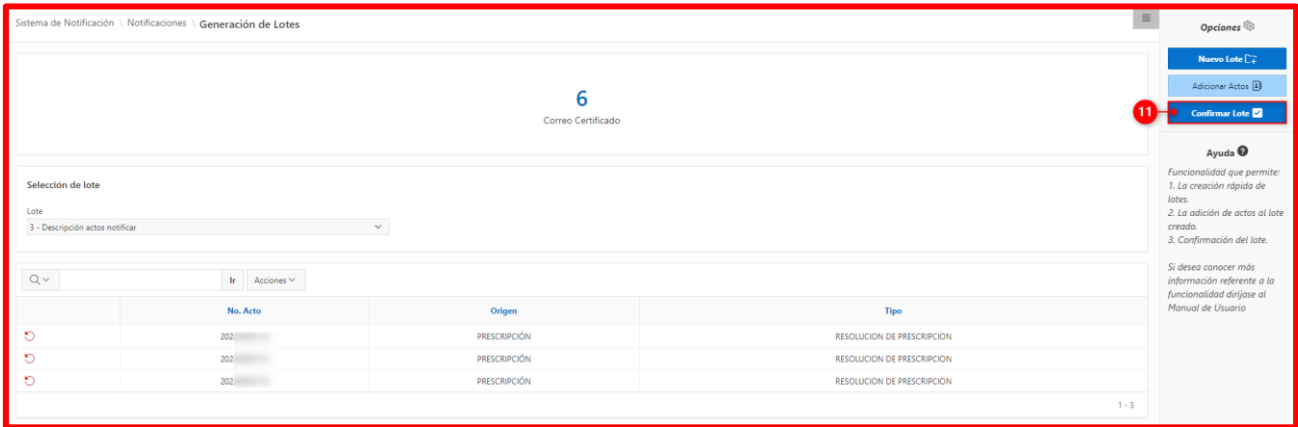 Sistema de Notificación \ Notificaciones \ Generación de Lotes
6
Correo Certificado
Selección de lote
Lote
3 - Descripción actos notificar
Ir Acciones
No. Acto Origen Tipo
202 PRESCRIPCIÓN RESOLUCION DE PRESCRIPCION
202 PRESCRIPCIÓN RESOLUCION DE PRESCRIPCION
202 PRESCRIPCIÓN RESOLUCION DE PRESCRIPCION
1 - 3
Opciones
Nuevo Lote
Adicionar Actos
11
Confirmar Lote
Ayuda
Funcionalidad que permite:
1. La creación rápida de
lotes.
2. La adición de actos al lote
creado.
3. Confirmación del lote.
Si desea conocer más
información referente a la
funcionalidad diríjase al
Manual de Usuario